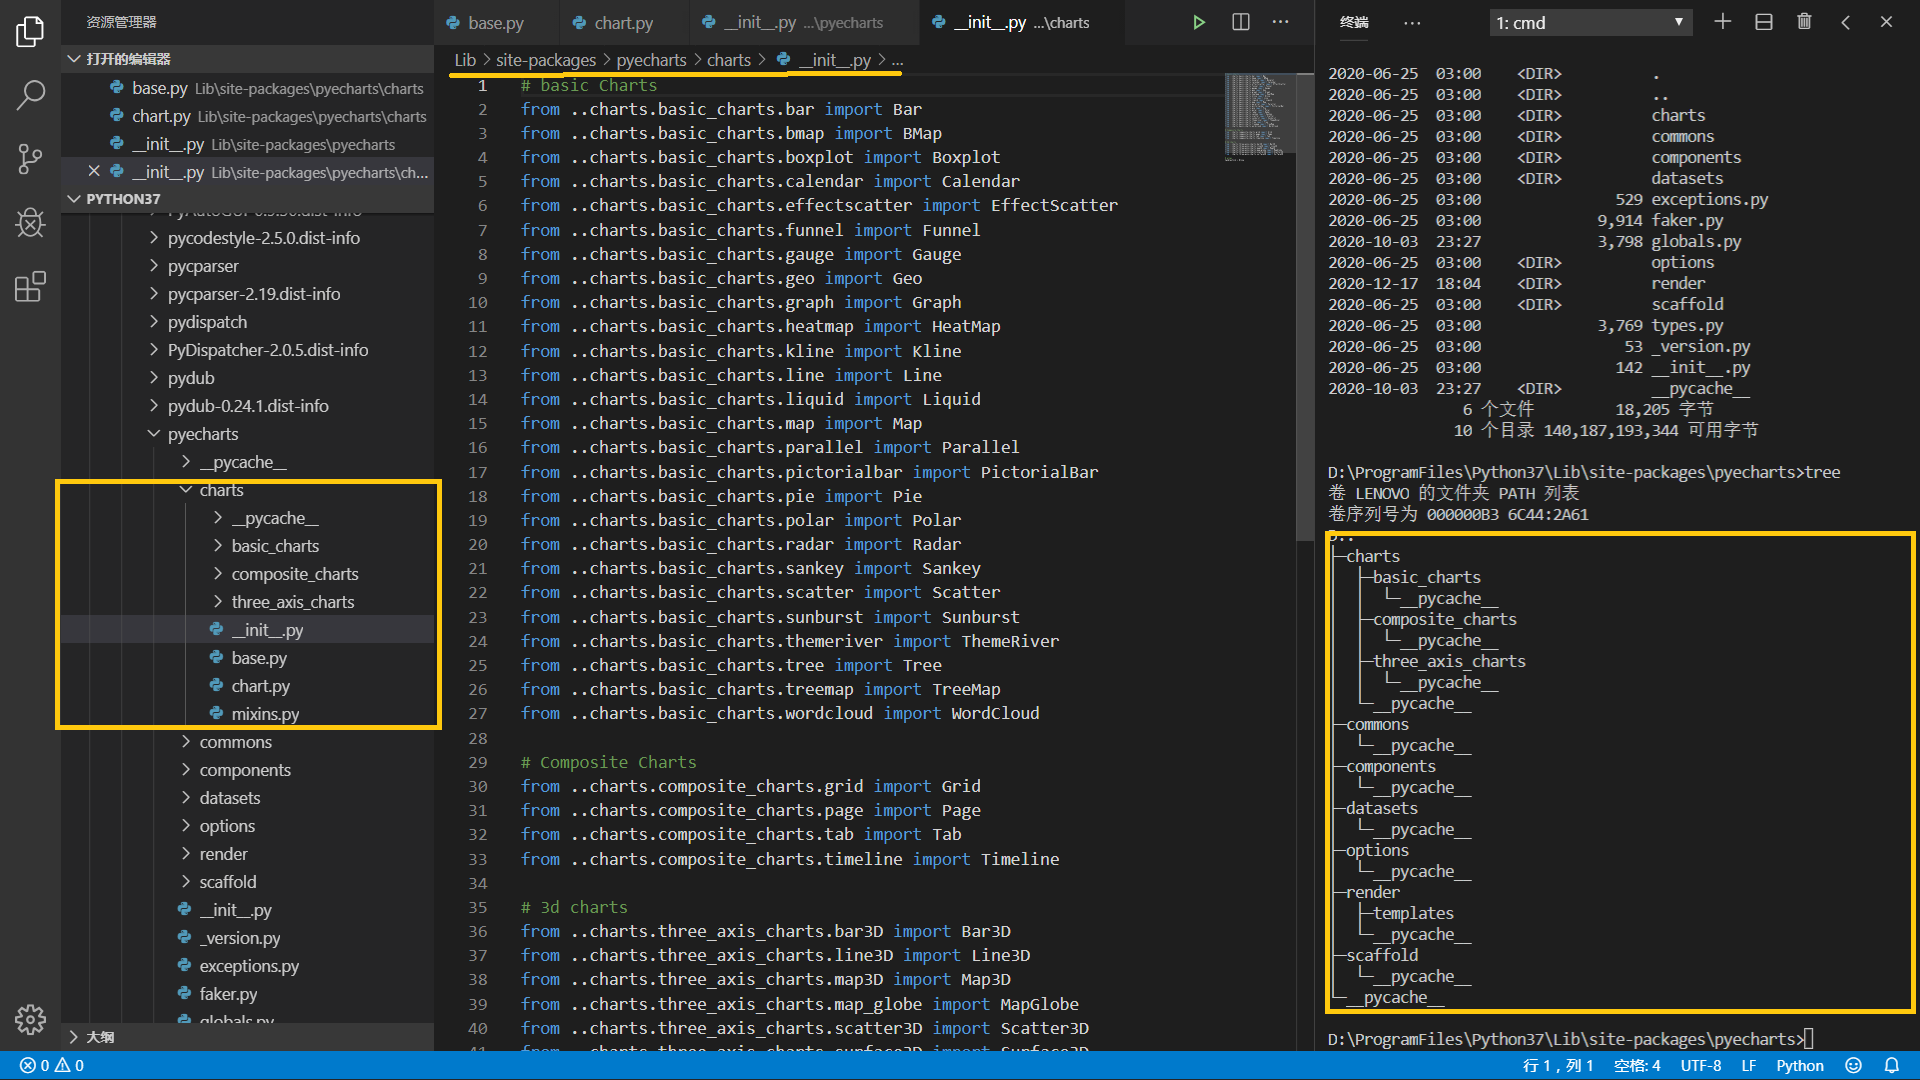 资源管理器
打开的编辑器
base.py Lib\site-packages\pyecharts\charts
chart.py Lib\site-packages\pyecharts\charts
__init__.py Lib\site-packages\pyecharts
__init__.py Lib\site-packages\pyecharts\ch...
PYTHON37
pycodestyle-2.5.0.dist-info
pycparser
pycparser-2.19.dist-info
pydispatch
PyDispatcher-2.0.5.dist-info
pydub
pydub-0.24.1.dist-info
pyecharts
__pycache__
charts
__pycache__
basic_charts
composite_charts
three_axis_charts
__init__.py
base.py
chart.py
mixins.py
commons
components
datasets
options
render
scaffold
__init__.py
_version.py
exceptions.py
faker.py
globals.py
大纲
base.py chart.py __init__.py ...\pyecharts __init__.py ...\charts
Lib > site-packages > pyecharts > charts > __init__.py > ...
1 # basic Charts
2 from ..charts.basic_charts.bar import Bar
3 from ..charts.basic_charts.bmap import BMap
4 from ..charts.basic_charts.boxplot import Boxplot
5 from ..charts.basic_charts.calendar import Calendar
6 from ..charts.basic_charts.effectscatter import EffectScatter
7 from ..charts.basic_charts.funnel import Funnel
8 from ..charts.basic_charts.gauge import Gauge
9 from ..charts.basic_charts.geo import Geo
10 from ..charts.basic_charts.graph import Graph
11 from ..charts.basic_charts.heatmap import HeatMap
12 from ..charts.basic_charts.kline import Kline
13 from ..charts.basic_charts.line import Line
14 from ..charts.basic_charts.liquid import Liquid
15 from ..charts.basic_charts.map import Map
16 from ..charts.basic_charts.parallel import Parallel
17 from ..charts.basic_charts.pictorialbar import PictorialBar
18 from ..charts.basic_charts.pie import Pie
19 from ..charts.basic_charts.polar import Polar
20 from ..charts.basic_charts.radar import Radar
21 from ..charts.basic_charts.sankey import Sankey
22 from ..charts.basic_charts.scatter import Scatter
23 from ..charts.basic_charts.sunburst import Sunburst
24 from ..charts.basic_charts.themeriver import ThemeRiver
25 from ..charts.basic_charts.tree import Tree
26 from ..charts.basic_charts.treemap import TreeMap
27 from ..charts.basic_charts.wordcloud import WordCloud
28
29 # Composite Charts
30 from ..charts.composite_charts.grid import Grid
31 from ..charts.composite_charts.page import Page
32 from ..charts.composite_charts.tab import Tab
33 from ..charts.composite_charts.timeline import Timeline
34
35 # 3d charts
36 from ..charts.three_axis_charts.bar3D import Bar3D
37 from ..charts.three_axis_charts.line3D import Line3D
38 from ..charts.three_axis_charts.map3D import Map3D
39 from ..charts.three_axis_charts.map_globe import MapGlobe
40 from ..charts.three_axis_charts.scatter3D import Scatter3D
41 from ..charts.three_axis_charts.surface3D import Surface3D
终端 ... 1: cmd
2020-06-25 03:00 <DIR> .
2020-06-25 03:00 <DIR> ..
2020-06-25 03:00 <DIR> charts
2020-06-25 03:00 <DIR> commons
2020-06-25 03:00 <DIR> components
2020-06-25 03:00 <DIR> datasets
2020-06-25 03:00 529 exceptions.py
2020-06-25 03:00 9,914 faker.py
2020-10-03 23:27 3,798 globals.py
2020-06-25 03:00 <DIR> options
2020-12-17 18:04 <DIR> render
2020-06-25 03:00 <DIR> scaffold
2020-06-25 03:00 3,769 types.py
2020-06-25 03:00 53 _version.py
2020-06-25 03:00 142 __init__.py
2020-10-03 23:27 <DIR> __pycache__
6 个文件 18,205 字节
10 个目录 140,187,193,344 可用字节
D:\ProgramFiles\Python37\Lib\site-packages\pyecharts>tree
卷 LENOVO 的文件夹 PATH 列表
卷序列号为 000000B3 6C44:2A61
D:.
├─charts
│ ├─basic_charts
│ │ └─__pycache__
│ ├─composite_charts
│ │ └─__pycache__
│ ├─three_axis_charts
│ │ └─__pycache__
│ └─__pycache__
├─commons
│ └─__pycache__
├─components
│ └─__pycache__
├─datasets
│ └─__pycache__
├─options
│ └─__pycache__
├─render
│ ├─templates
│ └─__pycache__
├─scaffold
│ └─__pycache__
└─__pycache__
D:\ProgramFiles\Python37\Lib\site-packages\pyecharts>
0 0 行 1，列 1 空格: 4 UTF-8 LF Python